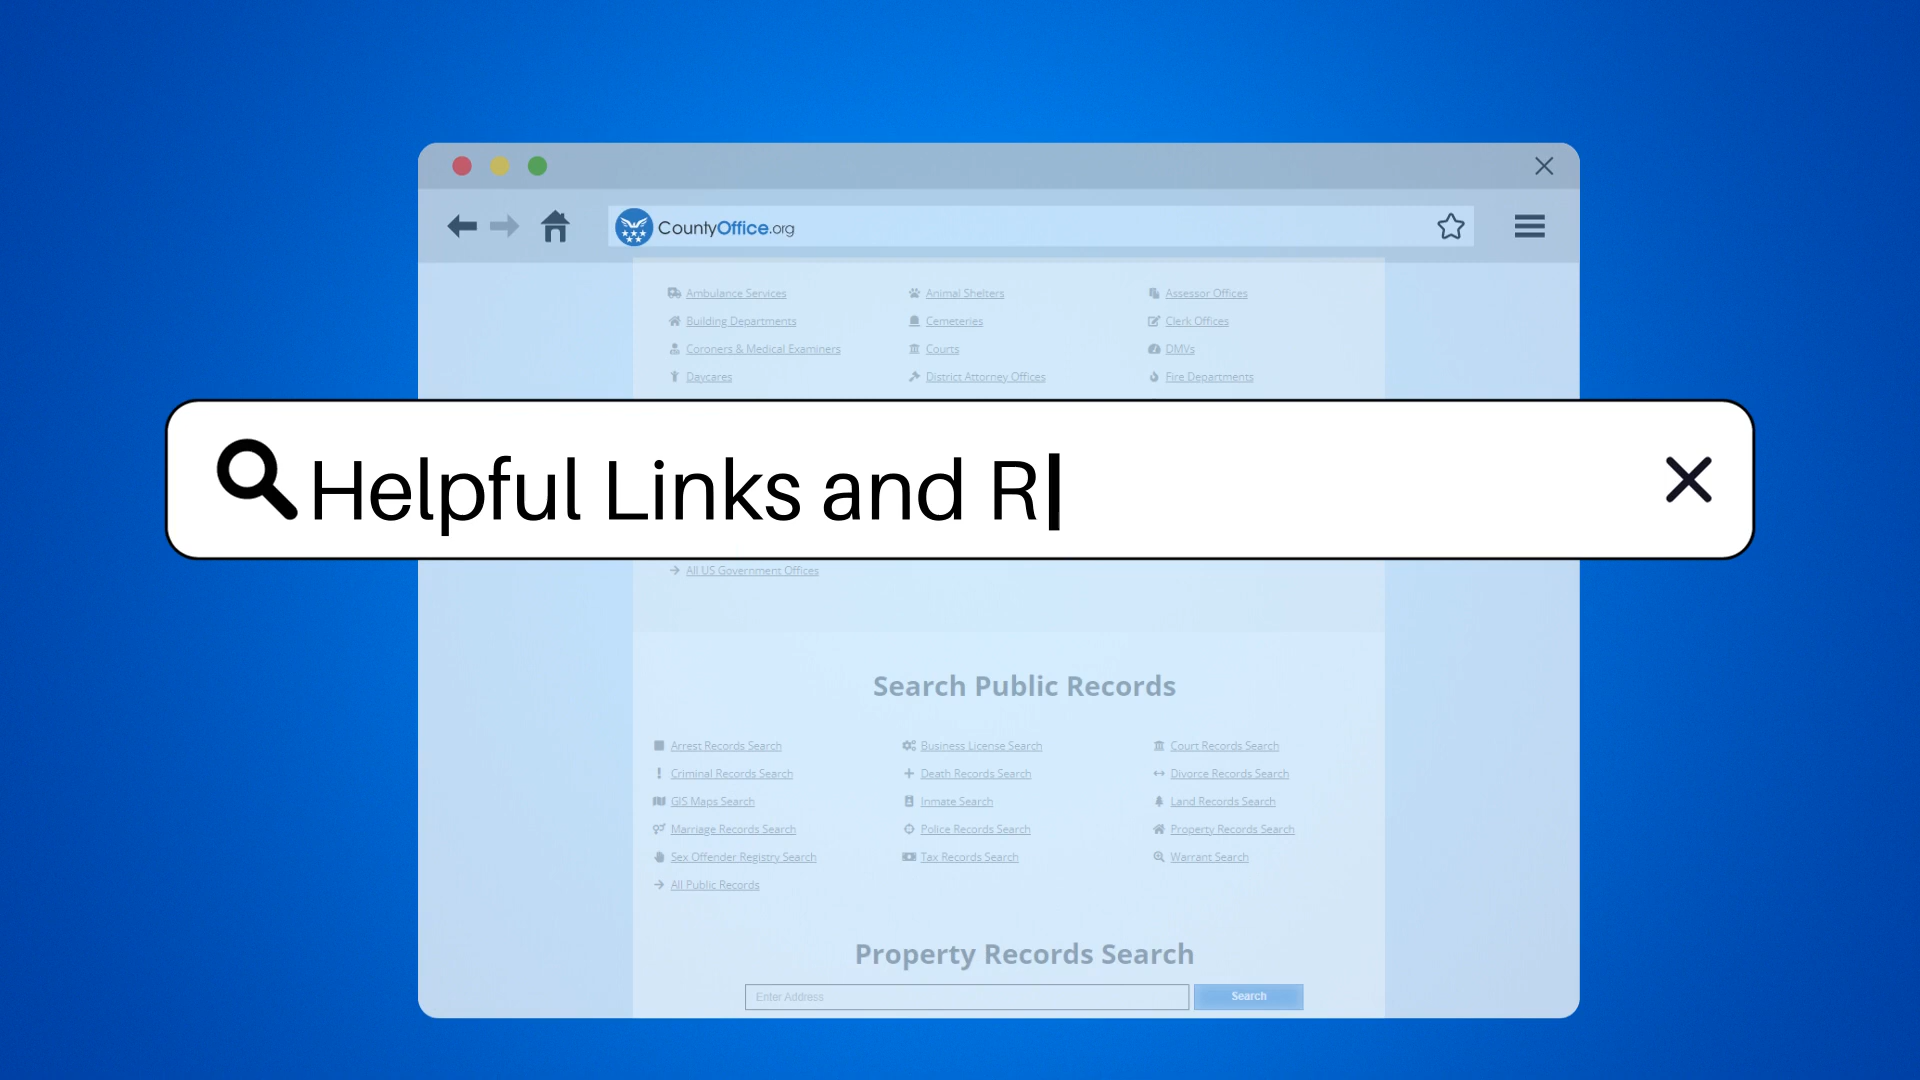 CountyOffice.org
Ambulance Services Animal Shelters Assessor Offices
Building Departments Cemeteries Clerk Offices
Coroners & Medical Examiners Courts DMVs
Daycares District Attorney Offices Fire Departments
Helpful Links and R
All US Government Offices
Search Public Records
Arrest Records Search Business License Search Court Records Search
Criminal Records Search Death Records Search Divorce Records Search
GIS Maps Search Inmate Search Land Records Search
Marriage Records Search Police Records Search Property Records Search
Sex Offender Registry Search Tax Records Search Warrant Search
All Public Records
Property Records Search
Enter Address Search